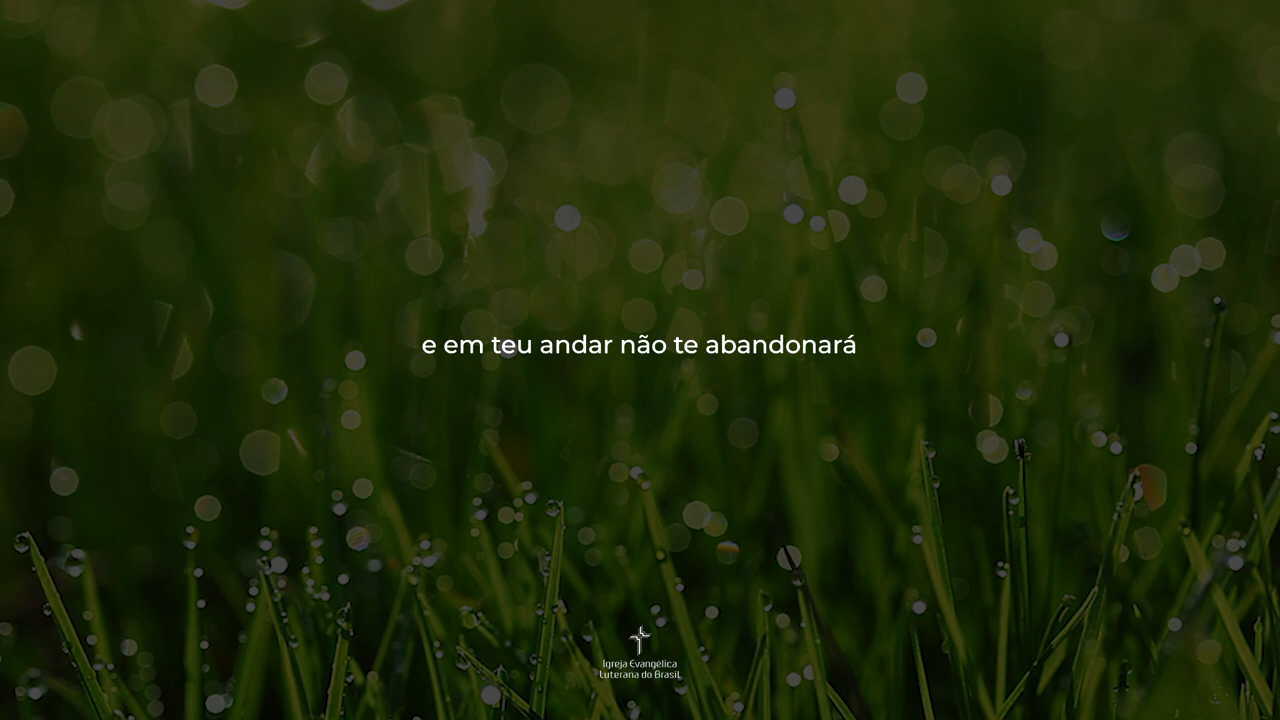 e em teu andar não te abandonará
Igreja Evangélica
Luterana do Brasil